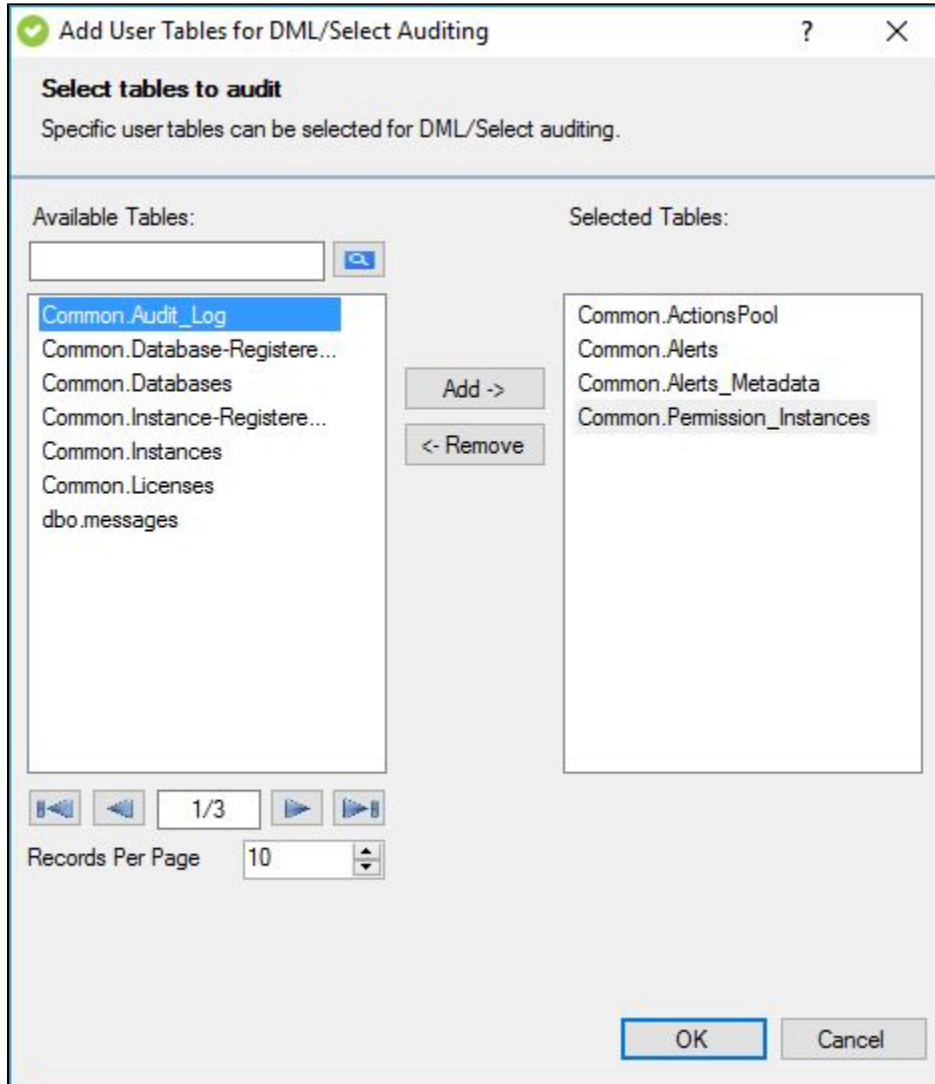 Add User Tables for DML/Select Auditing
?
Select tables to audit
Specific user tables can be selected for DML/Select auditing.
Available Tables:
Common.Audit_Log
Common.Database-Registere...
Common.Databases
Common.Instance-Registere...
Common.Instances
Common.Licenses
dbo.messages
1/3
Records Per Page
10
Add ->
<- Remove
Selected Tables:
Common.ActionsPool
Common.Alerts
Common.Alerts_Metadata
Common.Permission_Instances
OK
Cancel